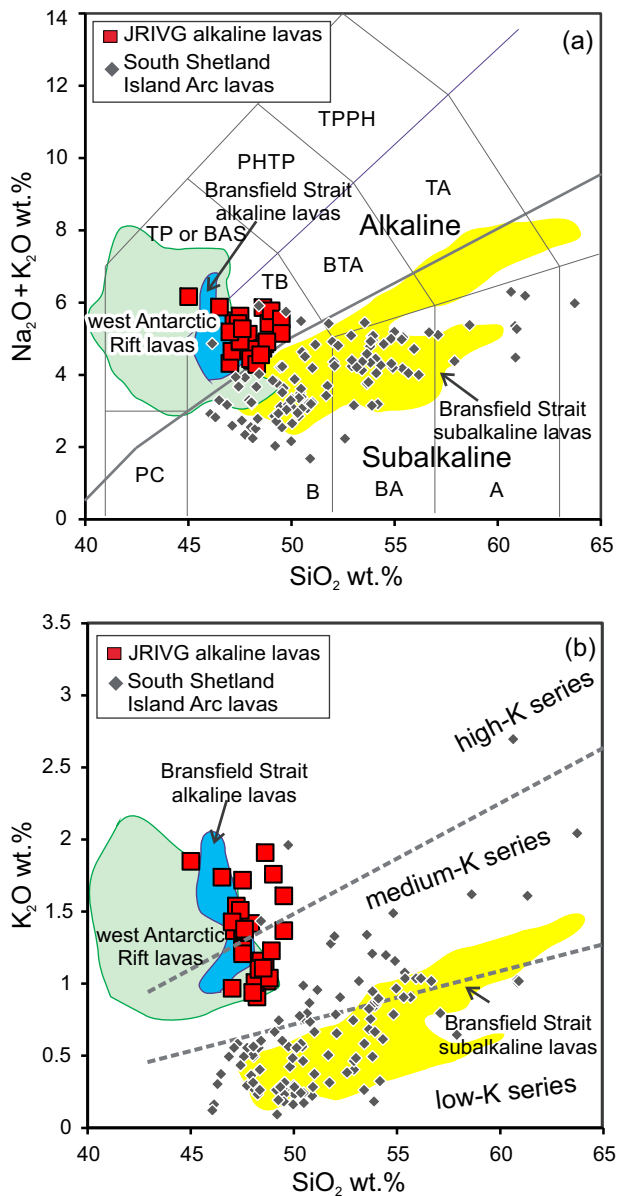 14
12
10
8
6
4
2
0
Na₂O + K₂O wt.%
JRIVG alkaline lavas
South Shetland
Island Arc lavas
(a)
TPPH
PHTP
Bransfield Strait
alkaline lavas
TA
TP or BAS
Alkaline
BTA
TB
west Antarctic
Rift lavas
Bransfield Strait
subalkaline lavas
Subalkaline
PC
B
BA
A
40
45
50
55
60
65
SiO₂ wt.%
3.5
3
2.5
2
1.5
1
0.5
0
K₂O wt.%
JRIVG alkaline lavas
South Shetland
Island Arc lavas
(b)
high-K series
Bransfield Strait
alkaline lavas
medium-K series
west Antarctic
Rift lavas
Bransfield Strait
subalkaline lavas
low-K series
40
45
50
55
60
65
SiO₂ wt.%